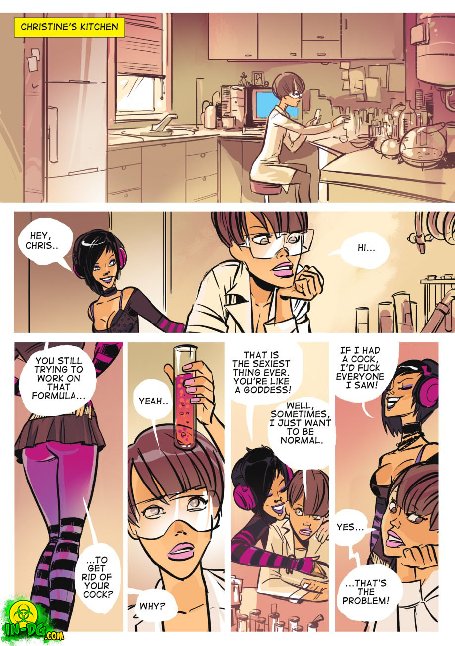 CHRISTINE'S KITCHEN
HEY,
CHRIS..
HI...
YOU STILL
TRYING TO
WORK ON
THAT
FORMULA...
...TO
GET
RID OF
YOUR
COCK?
YEAH..
WHY?
THAT IS
THE SEXIEST
THING EVER.
YOU'RE LIKE
A GODDESS!
WELL,
SOMETIMES,
I JUST WANT
TO BE
NORMAL.
IF I HAD
A COCK,
I'D FUCK
EVERYONE
I SAW!
YES...
...THAT'S
THE
PROBLEM!